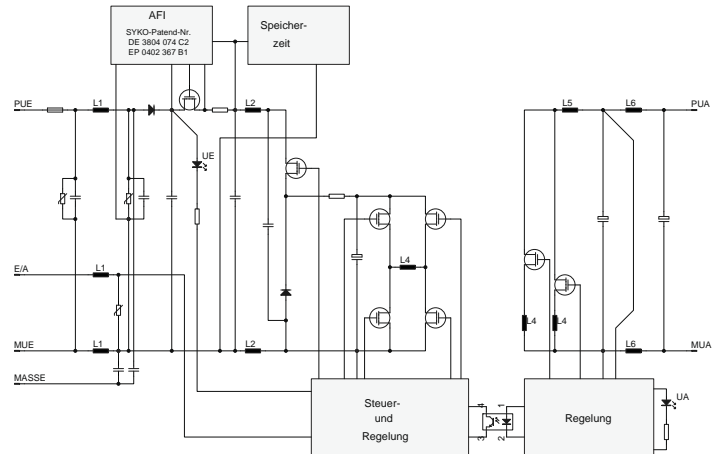 AFI
SYKO-Patend-Nr.
DE 3804 074 C2
EP 0402 367 B1
Speicher-
zeit
PUE
L1
L2
L5
L6
PUA
UE
E/A
L1
L4
L4
L4
MUE
L1
L2
L6
MUA
MASSE
Steuer-
und
Regelung
4
3
1
2
Regelung
UA